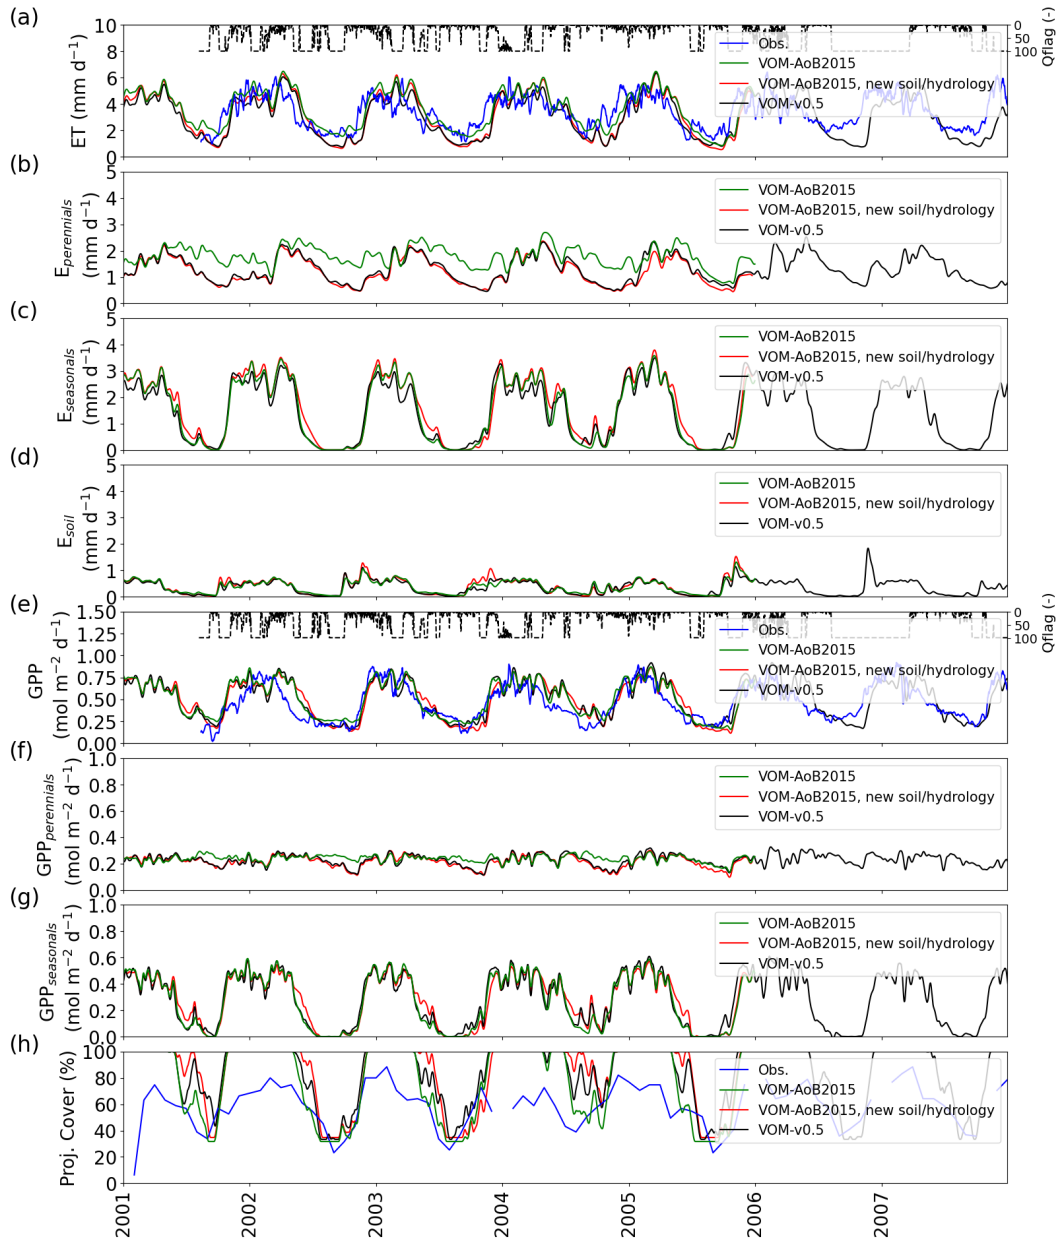 (a)
ET (mm d⁻¹)
10
8
6
4
2
0
Obs.
VOM-AoB2015
VOM-AoB2015, new soil/hydrology
VOM-v0.5
0
50
100
Qflag (-)
(b)
E_perennials
(mm d⁻¹)
5
4
3
2
1
0
VOM-AoB2015
VOM-AoB2015, new soil/hydrology
VOM-v0.5
(c)
E_seasonals
(mm d⁻¹)
5
4
3
2
1
0
VOM-AoB2015
VOM-AoB2015, new soil/hydrology
VOM-v0.5
(d)
E_soil
(mm d⁻¹)
5
4
3
2
1
0
VOM-AoB2015
VOM-AoB2015, new soil/hydrology
VOM-v0.5
(e)
GPP
(mol m⁻² d⁻¹)
1.50
1.25
1.00
0.75
0.50
0.25
0.00
Obs.
VOM-AoB2015
VOM-AoB2015, new soil/hydrology
VOM-v0.5
0
50
100
Qflag (-)
(f)
GPP_perennials
(mol m⁻² d⁻¹)
1.0
0.8
0.6
0.4
0.2
0.0
VOM-AoB2015
VOM-AoB2015, new soil/hydrology
VOM-v0.5
(g)
GPP_seasonals
(mol m⁻² d⁻¹)
1.0
0.8
0.6
0.4
0.2
0.0
VOM-AoB2015
VOM-AoB2015, new soil/hydrology
VOM-v0.5
(h)
Proj. Cover (%)
100
80
60
40
20
0
Obs.
VOM-AoB2015
VOM-AoB2015, new soil/hydrology
VOM-v0.5
2001
2002
2003
2004
2005
2006
2007